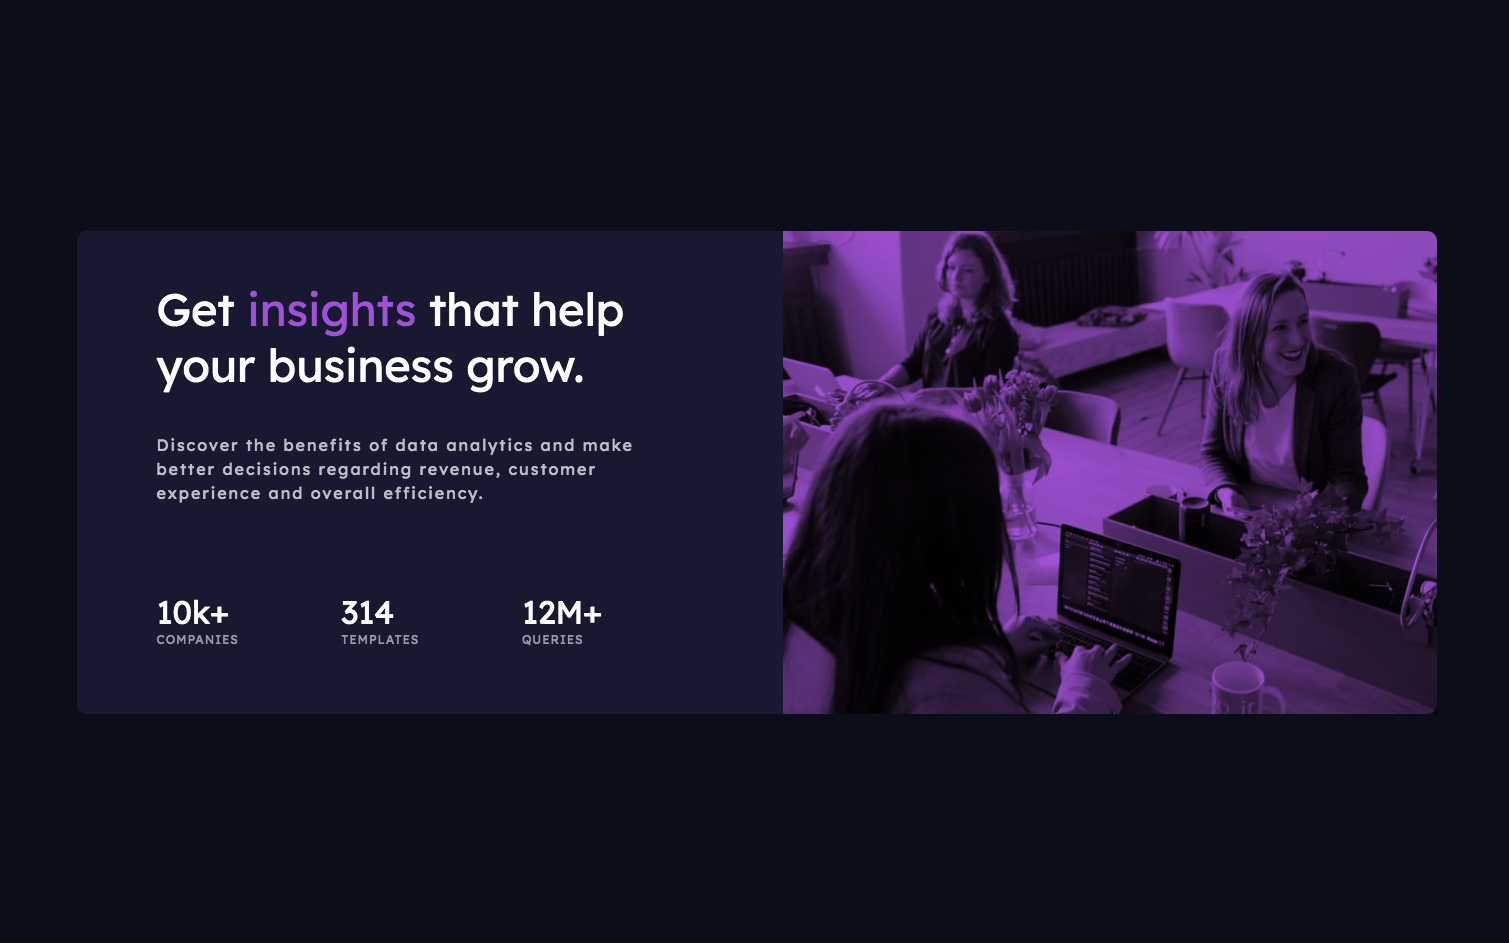 Get insights that help
your business grow.
Discover the benefits of data analytics and make
better decisions regarding revenue, customer
experience and overall efficiency.
10k+ 314 12M+
COMPANIES TEMPLATES QUERIES